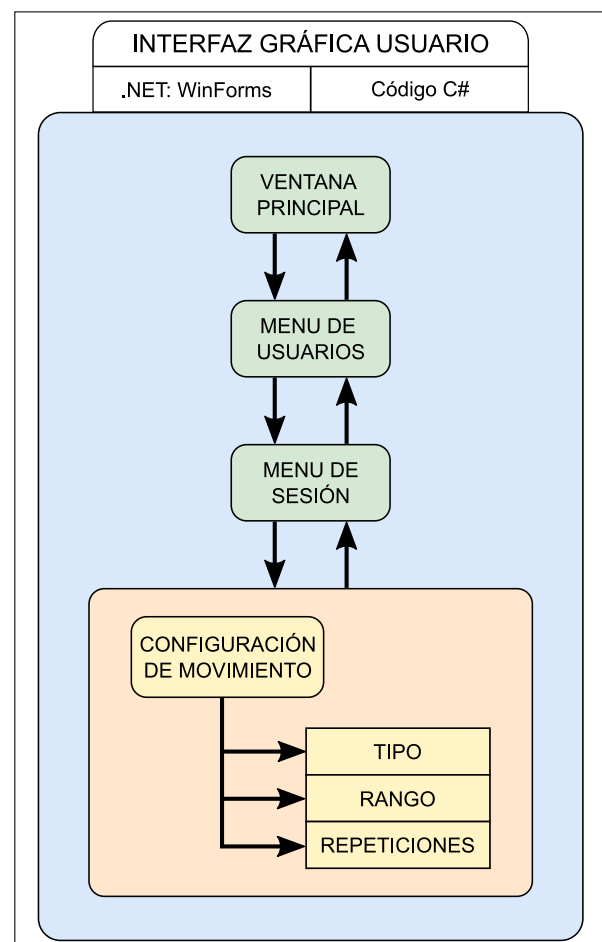 INTERFAZ GRÁFICA USUARIO
.NET: WinForms
Código C#
VENTANA
PRINCIPAL
MENU DE
USUARIOS
MENU DE
SESIÓN
CONFIGURACIÓN
DE MOVIMIENTO
TIPO
RANGO
REPETICIONES